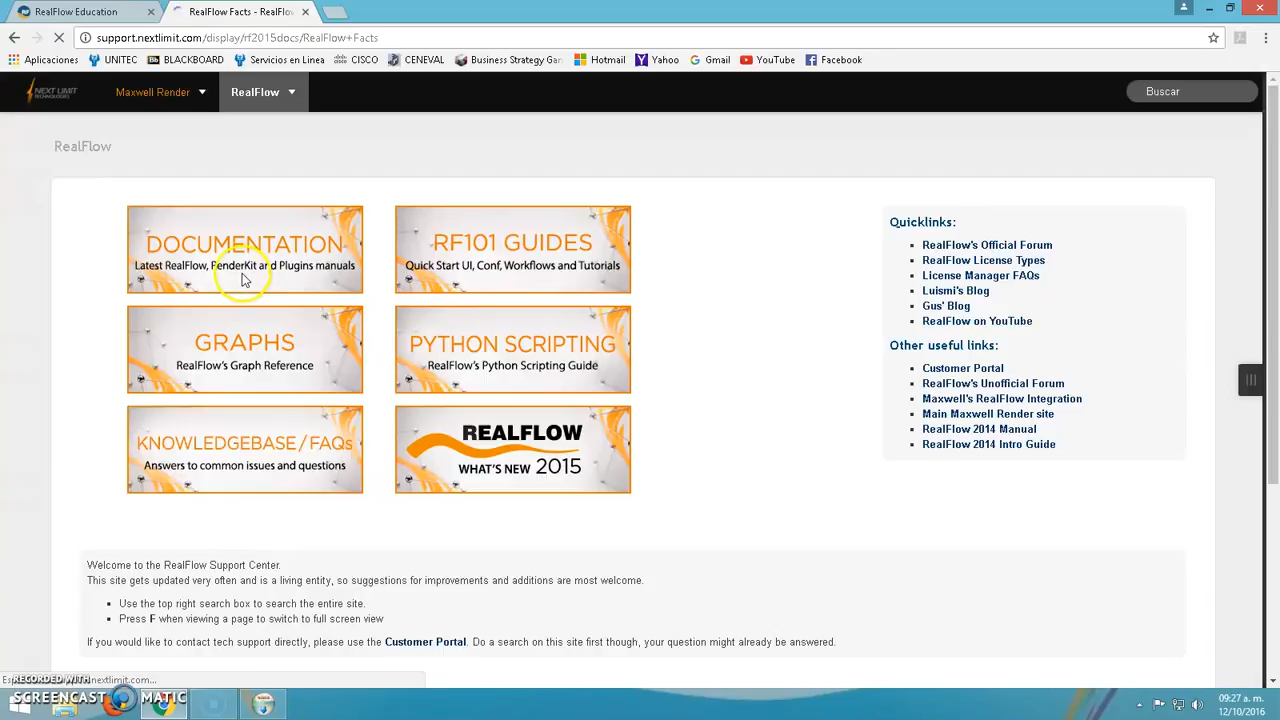 RealFlow Education
RealFlow Facts - RealFlo
support.nextlimit.com/display/rf2015docs/RealFlow+Facts
Aplicaciones UNITEC BLACKBOARD Servicios en Linea CISCO CENEVAL Business Strategy Gam Hotmail Yahoo Gmail YouTube Facebook
NEXT LIMIT
TECHNOLOGIES
Maxwell Render RealFlow Buscar
RealFlow
DOCUMENTATION
Latest RealFlow, RenderKit and Plugins manuals
RF101 GUIDES
Quick Start UI, Conf, Workflows and Tutorials
GRAPHS
RealFlow's Graph Reference
PYTHON SCRIPTING
RealFlow's Python Scripting Guide
KNOWLEDGEBASE / FAQs
Answers to common issues and questions
REALFLOW
WHAT'S NEW 2015
Quicklinks:
RealFlow's Official Forum
RealFlow License Types
License Manager FAQs
Luismi's Blog
Gus' Blog
RealFlow on YouTube
Other useful links:
Customer Portal
RealFlow's Unofficial Forum
Maxwell's RealFlow Integration
Main Maxwell Render site
RealFlow 2014 Manual
RealFlow 2014 Intro Guide
Welcome to the RealFlow Support Center.
This site gets updated very often and is a living entity, so suggestions for improvements and additions are most welcome.
Use the top right search box to search the entire site.
Press F when viewing a page to switch to full screen view
If you would like to contact tech support directly, please use the Customer Portal. Do a search on this site first though, your question might already be answered.
RECORDED WITH
SCREENCAST MATIC
09:27 a. m.
12/10/2016